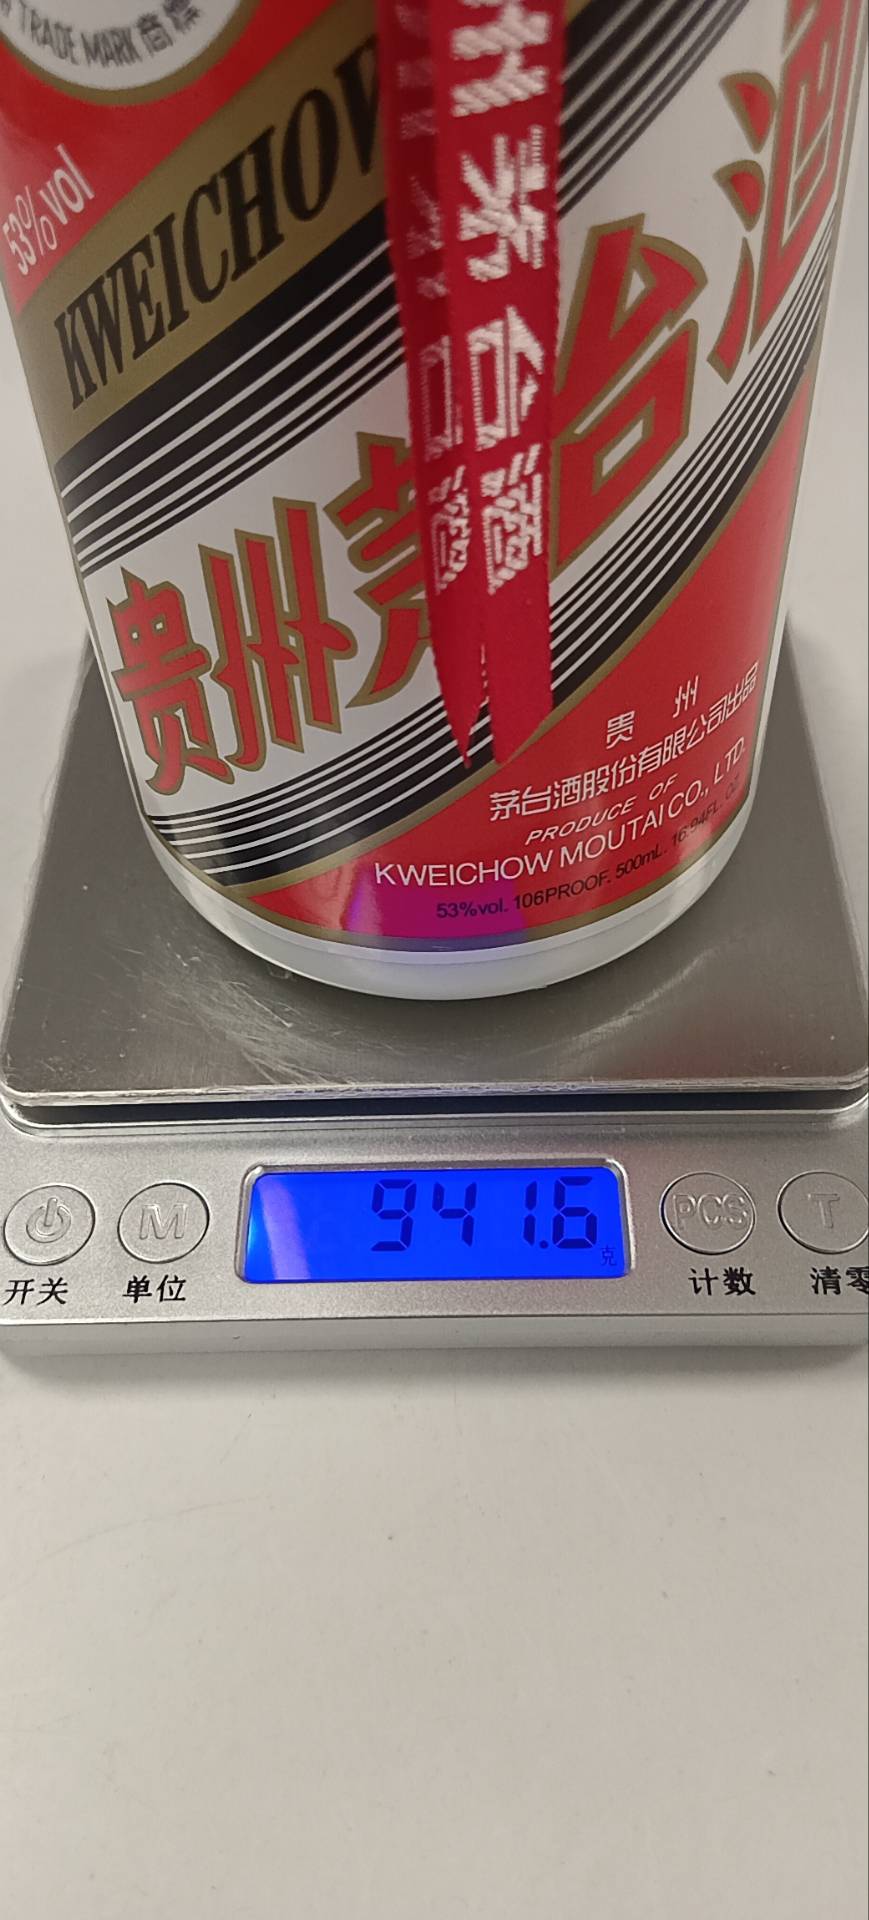 TRADE MARK 商標
53%vol
KWEICHOW
州茅台酒
台酒
贵州茅台酒
贵 州
茅台酒股份有限公司出品
PRODUCE OF
KWEICHOW MOUTAI CO., LTD.
53%vol. 106PROOF. 500mL. 16.94FL. OZ
941.6
克
M
PCS
T
开关
单位
计数
清零